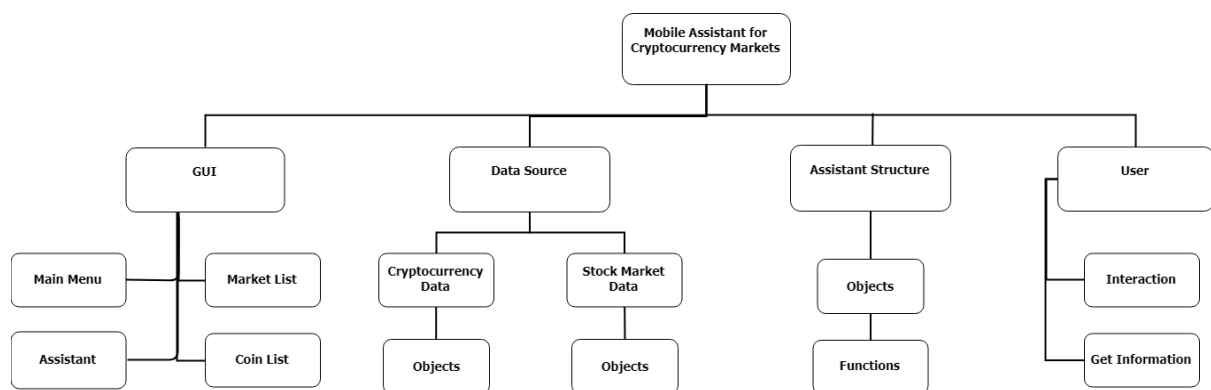 Mobile Assistant for
Cryptocurrency Markets
GUI
Data Source
Assistant Structure
User
Main Menu
Market List
Cryptocurrency
Data
Stock Market
Data
Objects
Interaction
Assistant
Coin List
Objects
Objects
Functions
Get Information